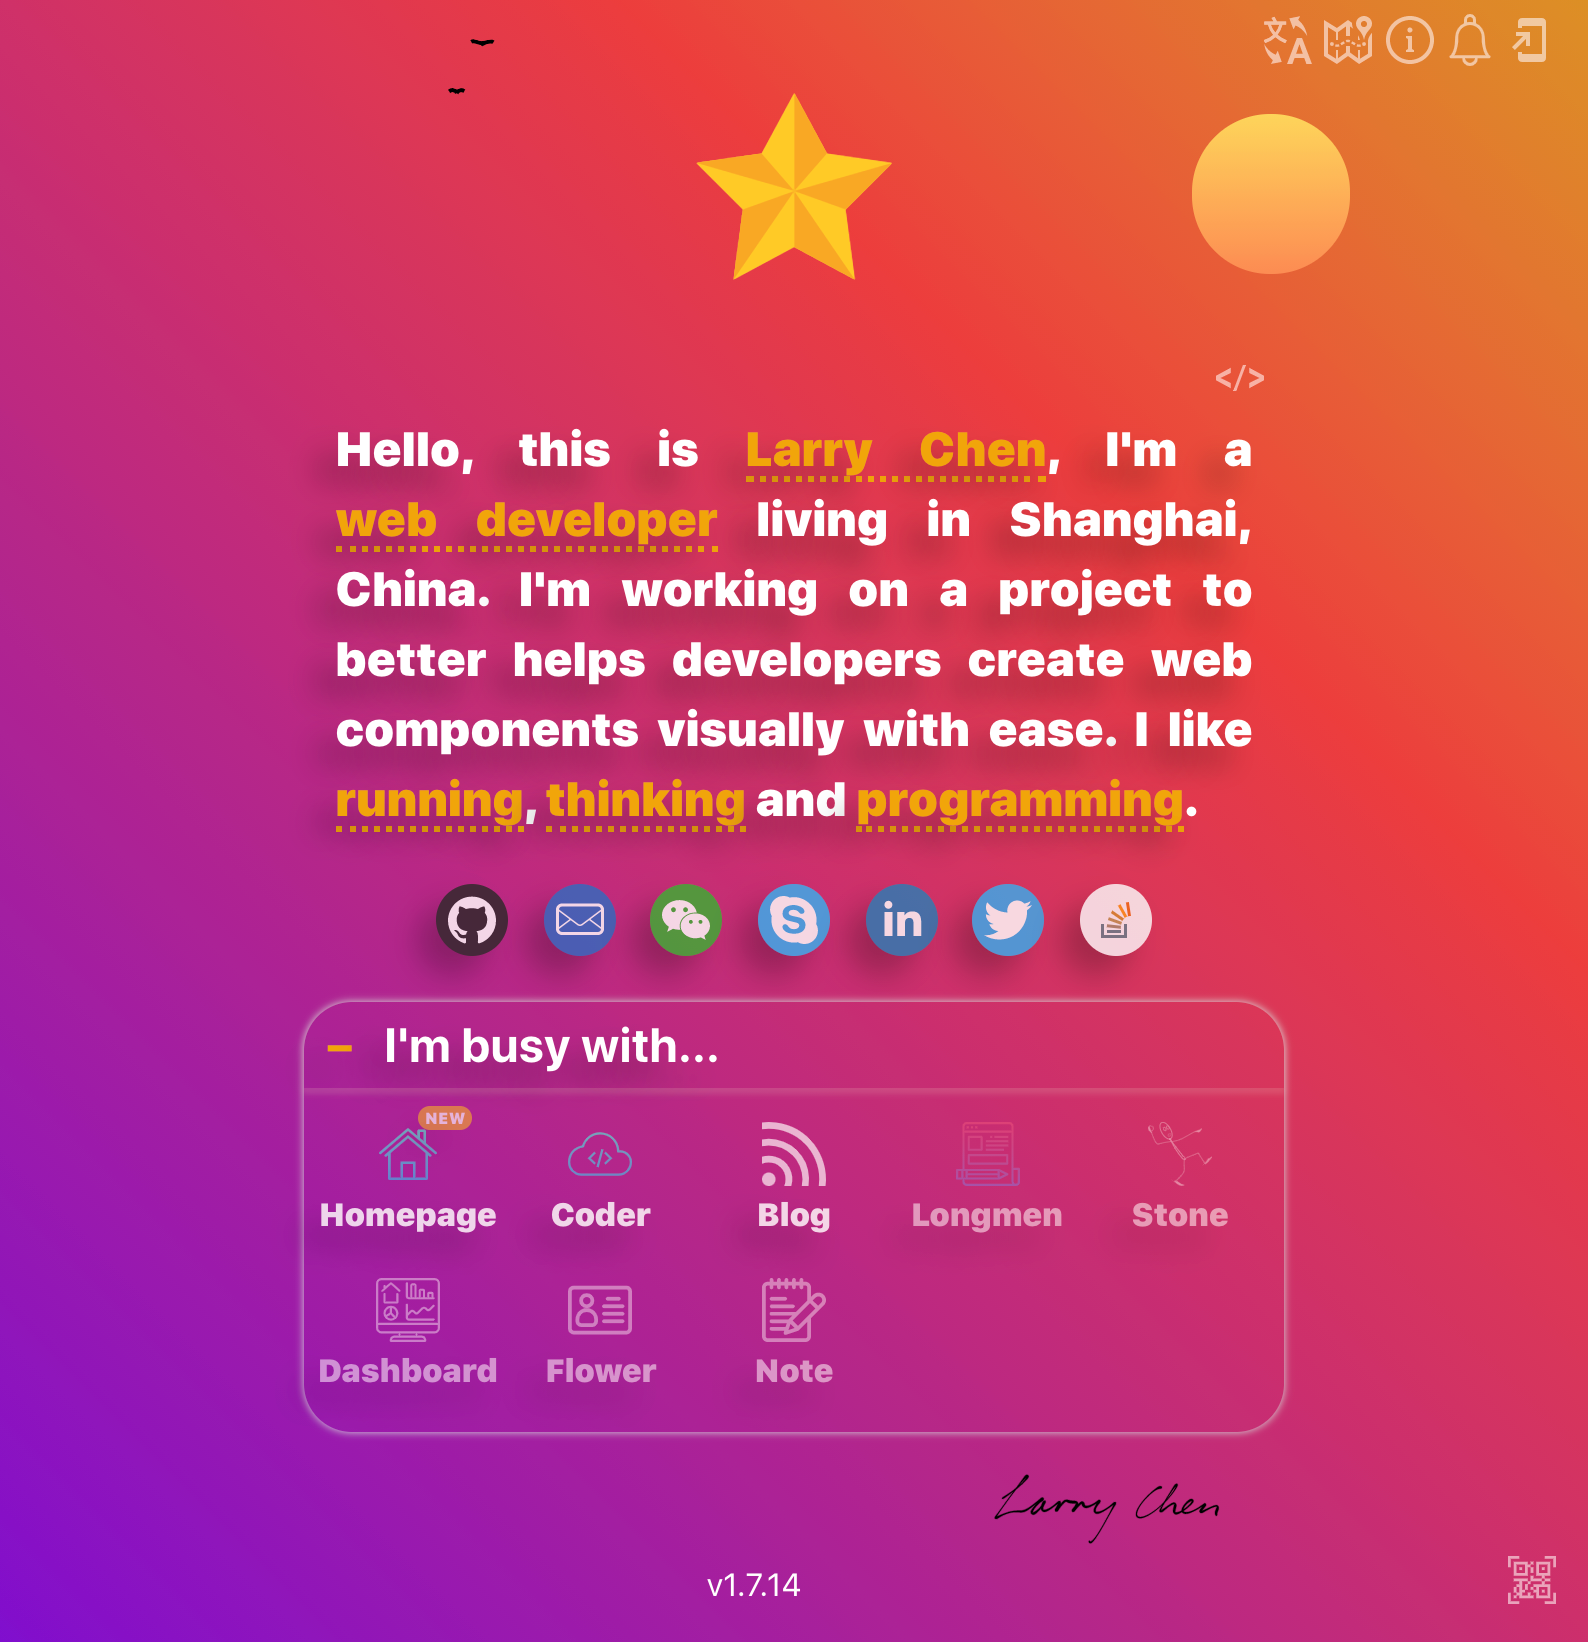 </>
Hello, this is Larry Chen, I'm a
web developer living in Shanghai,
China. I'm working on a project to
better helps developers create web
components visually with ease. I like
running, thinking and programming.
– I'm busy with...
NEW
Homepage Coder Blog Longmen Stone
Dashboard Flower Note
Larry Chen
v1.7.14